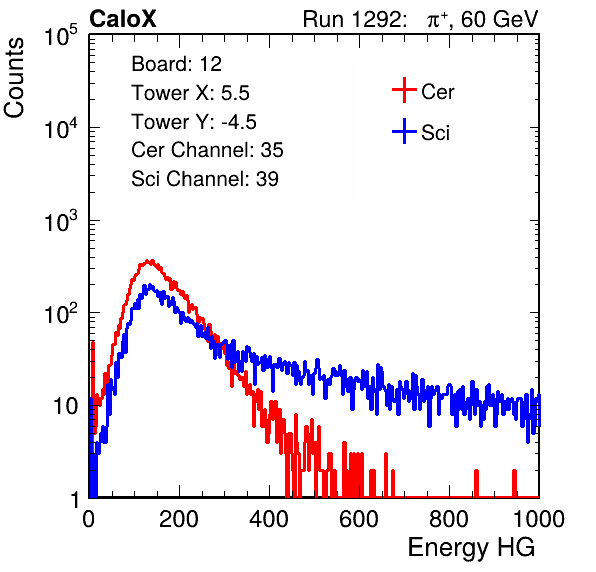 CaloX Run 1292: π⁺, 60 GeV
Counts
Board: 12
Tower X: 5.5
Tower Y: -4.5
Cer Channel: 35
Sci Channel: 39
Cer
Sci
10⁵
10⁴
10³
10²
10
1
0 200 400 600 800 1000
Energy HG